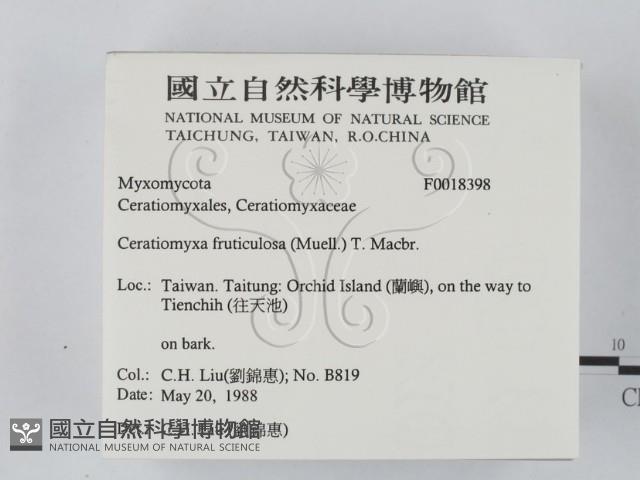 國立自然科學博物館
NATIONAL MUSEUM OF NATURAL SCIENCE
TAICHUNG, TAIWAN, R.O.CHINA
Myxomycota F0018398
Ceratiomyxales, Ceratiomyxaceae
Ceratiomyxa fruticulosa (Muell.) T. Macbr.
Loc.: Taiwan. Taitung: Orchid Island (蘭嶼), on the way to
Tienchih (往天池)
on bark.
Col.: C.H. Liu(劉錦惠); No. B819
Date: May 20, 1988
錦惠)
國立自然科學博物館
NATIONAL MUSEUM OF NATURAL SCIENCE
10